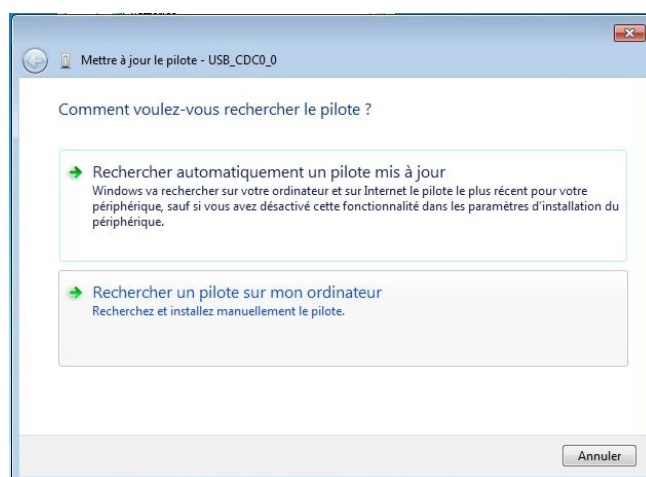 Mettre à jour le pilote - USB_CDC0_0
Comment voulez-vous rechercher le pilote ?
Rechercher automatiquement un pilote mis à jour
Windows va rechercher sur votre ordinateur et sur Internet le pilote le plus récent pour votre
périphérique, sauf si vous avez désactivé cette fonctionnalité dans les paramètres d'installation du
périphérique.
Rechercher un pilote sur mon ordinateur
Recherchez et installez manuellement le pilote.
Annuler